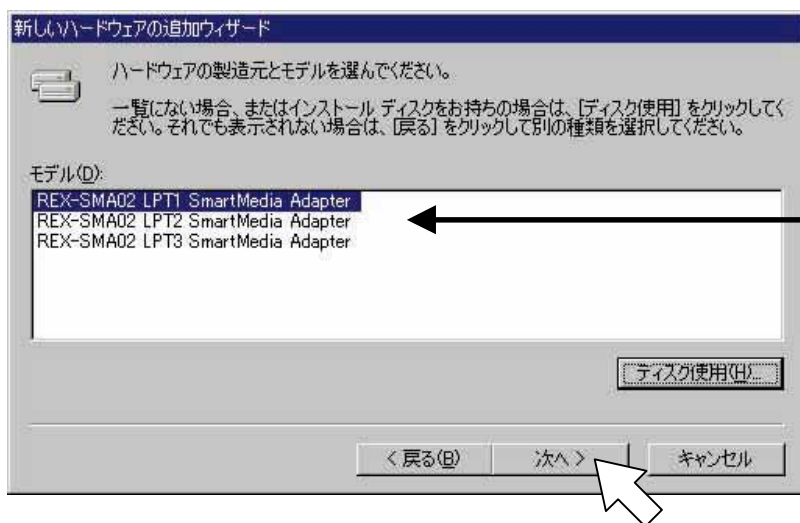 新しいハードウェアの追加ウィザード
ハードウェアの製造元とモデルを選んでください。
一覧にない場合、またはインストール ディスクをお持ちの場合は、[ディスク使用] をクリックしてく
ださい。それでも表示されない場合は、[戻る] をクリックして別の種類を選択してください。
モデル(D):
REX-SMA02 LPT1 SmartMedia Adapter
REX-SMA02 LPT2 SmartMedia Adapter
REX-SMA02 LPT3 SmartMedia Adapter
ディスク使用(H)...
< 戻る(B)
次へ >
キャンセル